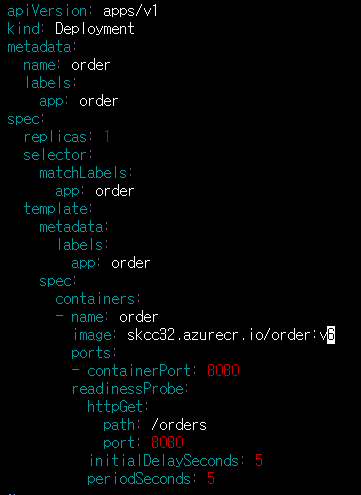 apiVersion: apps/v1
kind: Deployment
metadata:
  name: order
  labels:
    app: order
spec:
  replicas: 1
  selector:
    matchLabels:
      app: order
  template:
    metadata:
      labels:
        app: order
    spec:
      containers:
      - name: order
        image: skcc32.azurecr.io/order:v6
        ports:
        - containerPort: 8080
        readinessProbe:
          httpGet:
            path: /orders
            port: 8080
          initialDelaySeconds: 5
          periodSeconds: 5